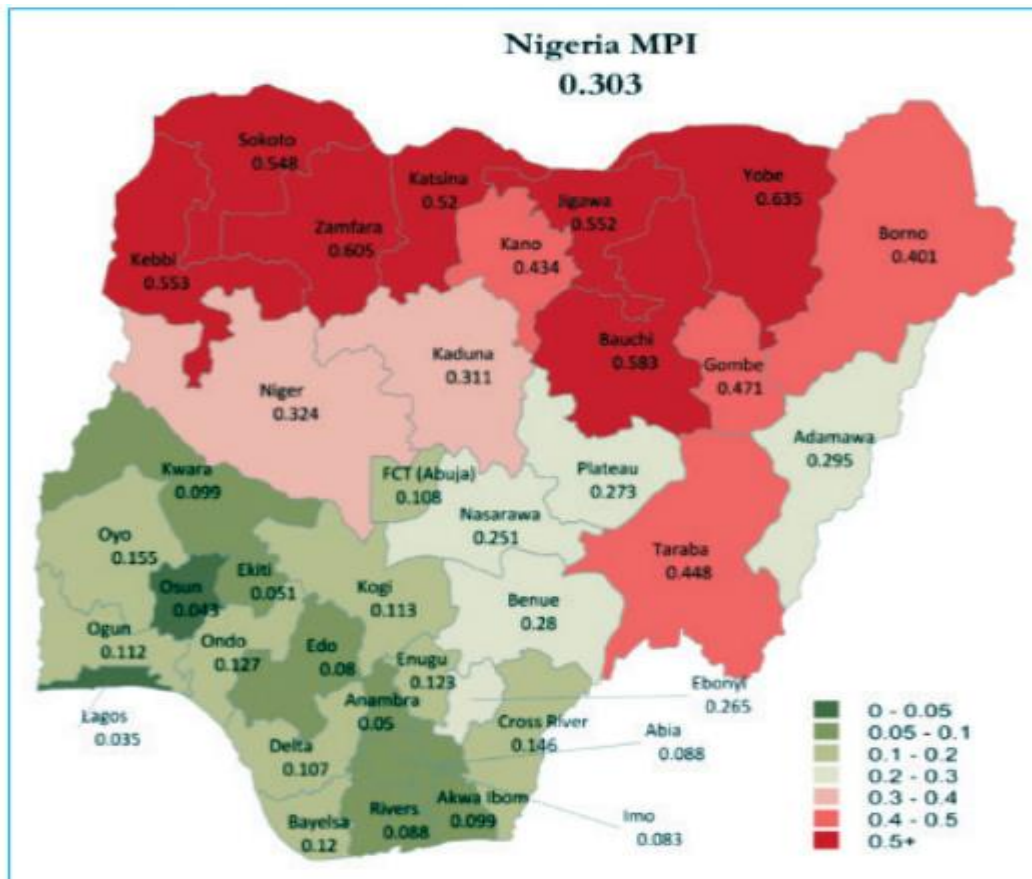 Nigeria MPI
0.303
Sokoto
0.548
Katsina
0.52
Yobe
0.635
Jigawa
0.552
Zamfara
0.605
Kano
0.434
Borno
0.401
Kebbi
0.553
Bauchi
0.583
Kaduna
0.311
Gombe
0.471
Niger
0.324
Adamawa
0.295
Kwara
0.099
FCT (Abuja)
0.108
Plateau
0.273
Nasarawa
0.251
Oyo
0.155
Taraba
0.448
Osun
0.043
Ekiti
0.051
Kogi
0.113
Benue
0.28
Ogun
0.112
Ondo
0.127
Edo
0.08
Enugu
0.123
Ebonyi
0.265
Anambra
0.05
Lagos
0.035
Cross River
0.146
Abia
0.088
Delta
0.107
Bayelsa
0.12
Rivers
0.088
Akwa Ibom
0.099
Imo
0.083
0 - 0.05
0.05 - 0.1
0.1 - 0.2
0.2 - 0.3
0.3 - 0.4
0.4 - 0.5
0.5+